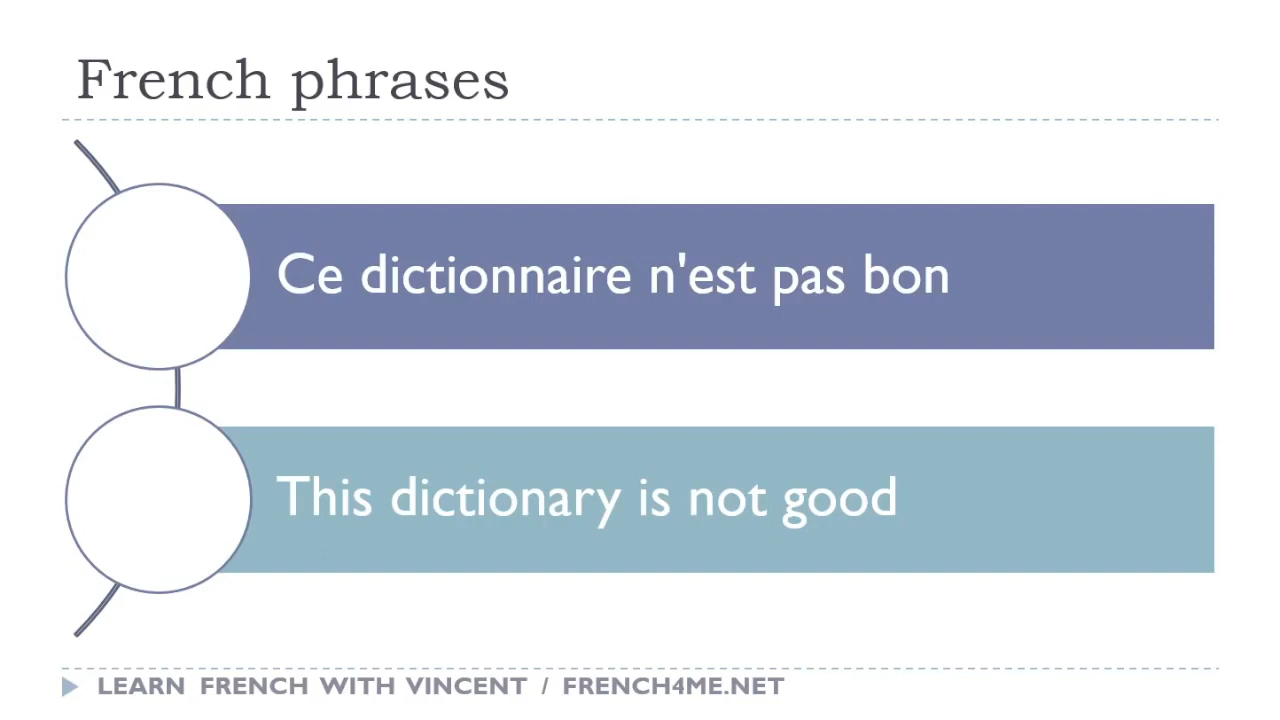 French phrases
Ce dictionnaire n'est pas bon
This dictionary is not good
LEARN FRENCH WITH VINCENT / FRENCH4ME.NET